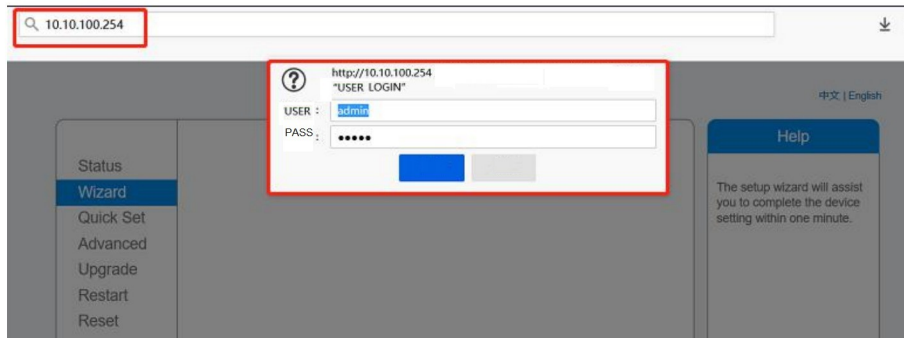 10.10.100.254
http://10.10.100.254
"USER LOGIN"
USER :
admin
PASS :
•••••
中文 | English
Status
Wizard
Quick Set
Advanced
Upgrade
Restart
Reset
Help
The setup wizard will assist
you to complete the device
setting within one minute.